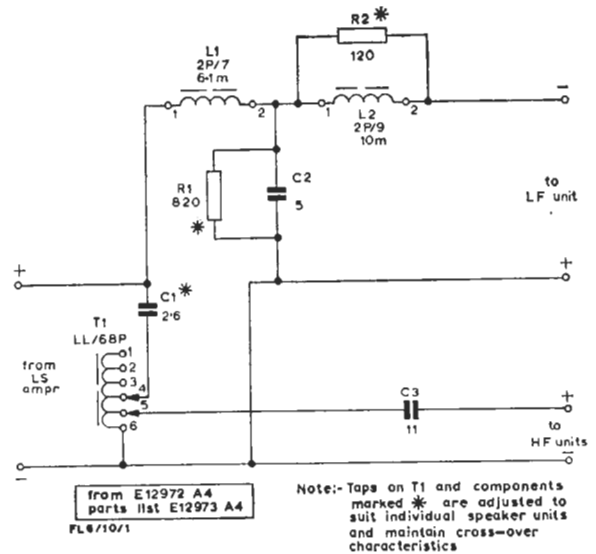 R2 *
120
L1
2P/7
6·1m
1
2
1
2
L2
2P/9
10m
−
R1
820
*
C2
5
to
LF unit
+
+
C1 *
2·6
T1
LL/68P
1
2
3
4
5
6
from
LS
ampr
C3
11
+
to
HF units
−
−
from E12972 A4
parts list E12973 A4
FL6/10/1
Note:- Taps on T1 and components
marked * are adjusted to
suit individual speaker units
and maintain cross-over
characteristics